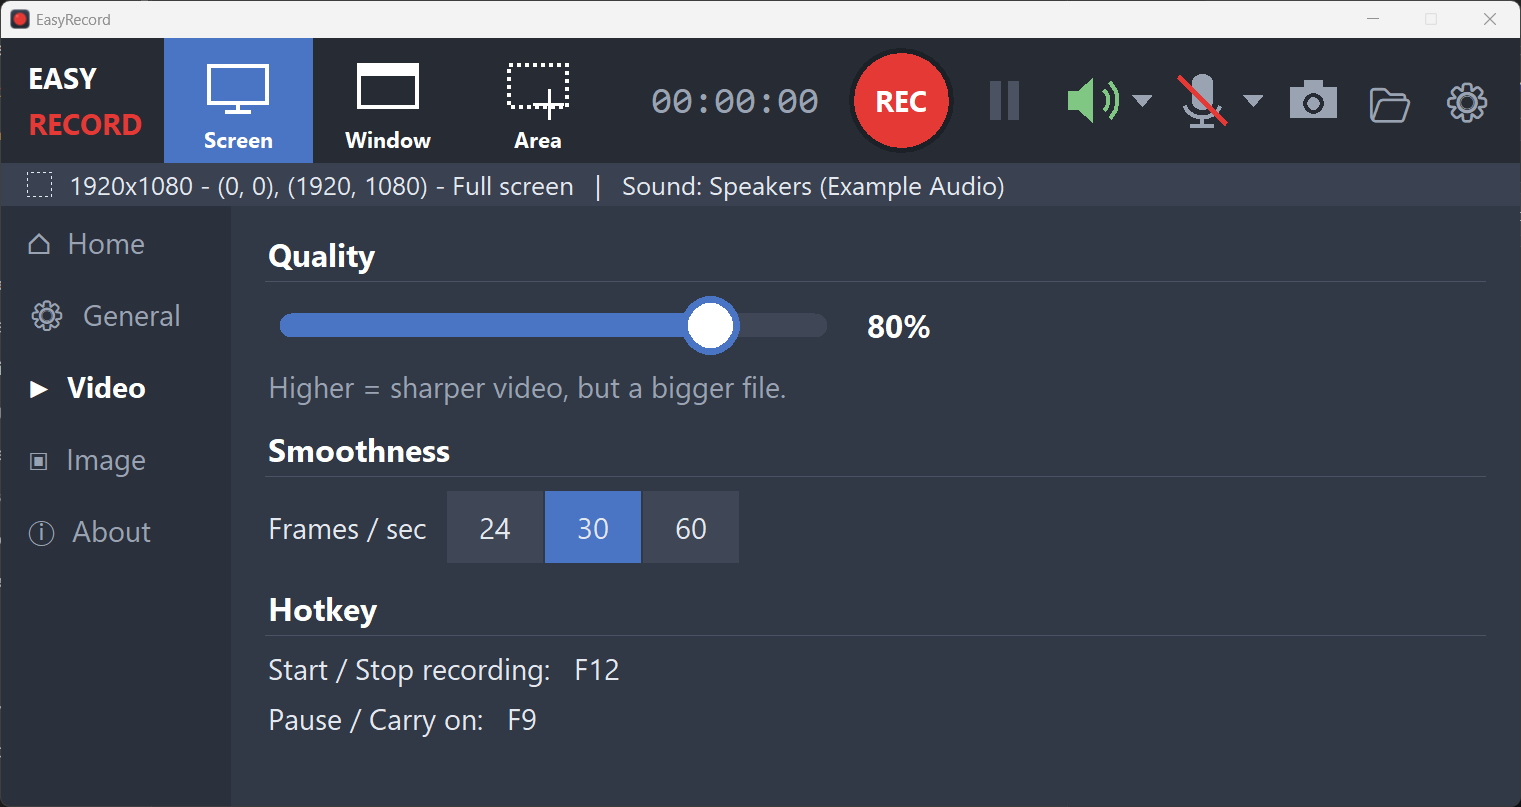 EasyRecord
EASY
RECORD
Screen
Window
Area
00:00:00
REC
1920x1080 - (0, 0), (1920, 1080) - Full screen | Sound: Speakers (Example Audio)
Home
General
Video
Image
About
Quality
80%
Higher = sharper video, but a bigger file.
Smoothness
Frames / sec 24 30 60
Hotkey
Start / Stop recording: F12
Pause / Carry on: F9